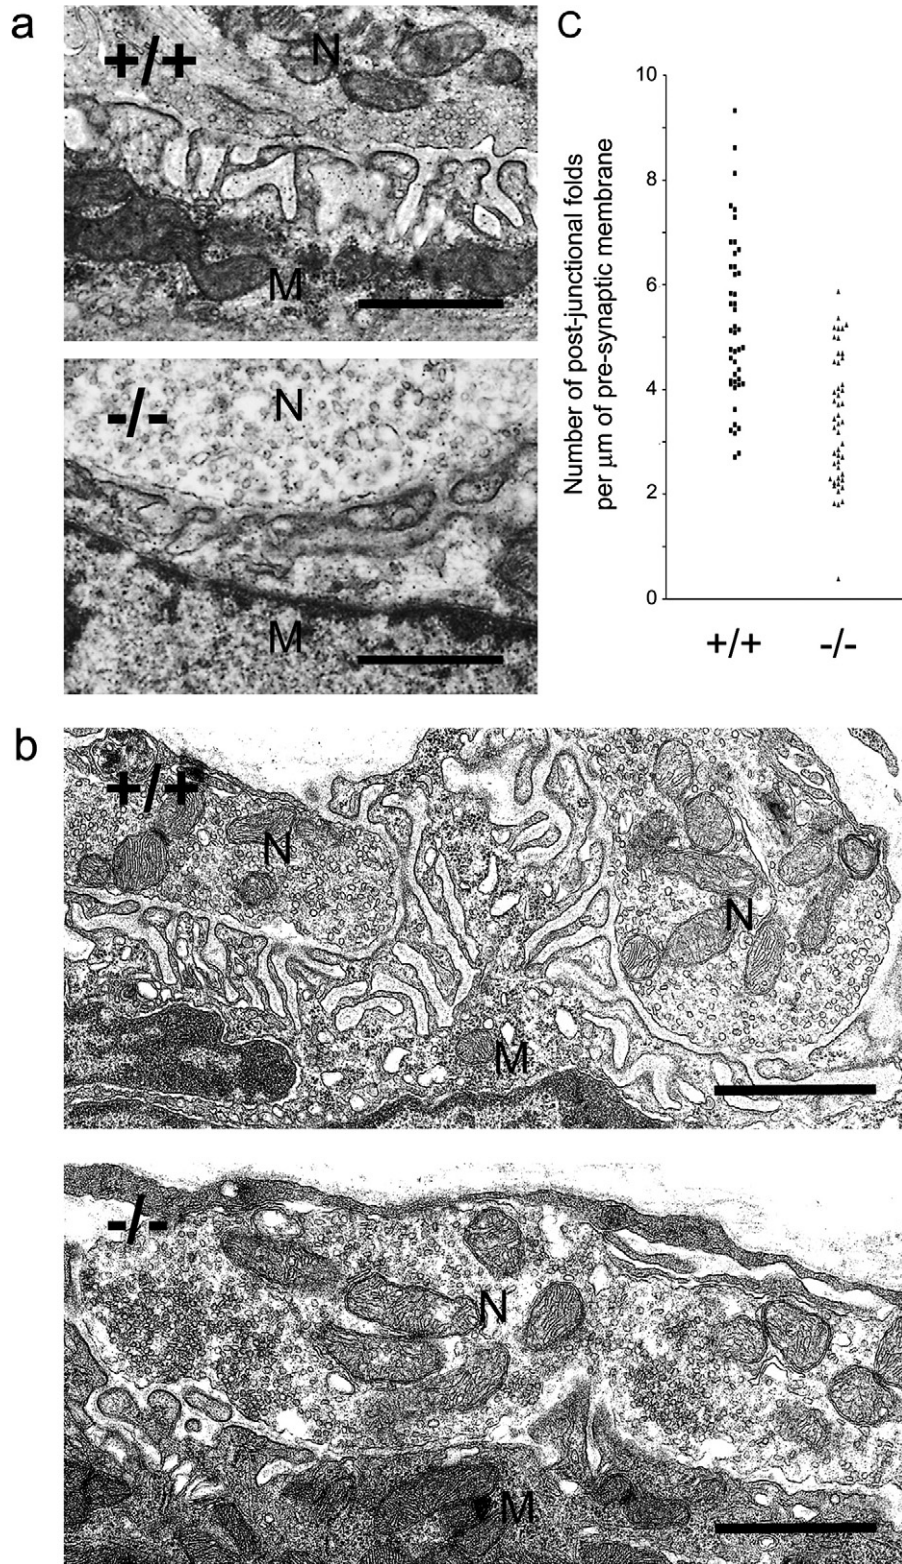 a
+/+
N
M
-/-
N
M
C
Number of post-junctional folds
per μm of pre-synaptic membrane
10
8
6
4
2
0
+/+
-/-
b
+/+
N
N
M
-/-
N
M